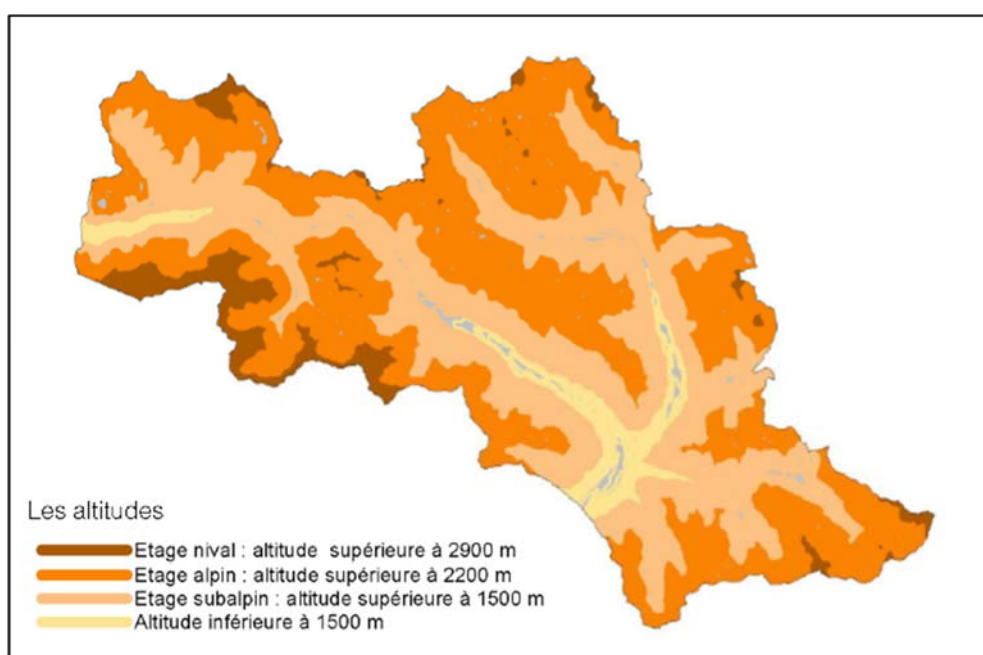 Les altitudes
Etage nival : altitude supérieure à 2900 m
Etage alpin : altitude supérieure à 2200 m
Etage subalpin : altitude supérieure à 1500 m
Altitude inférieure à 1500 m